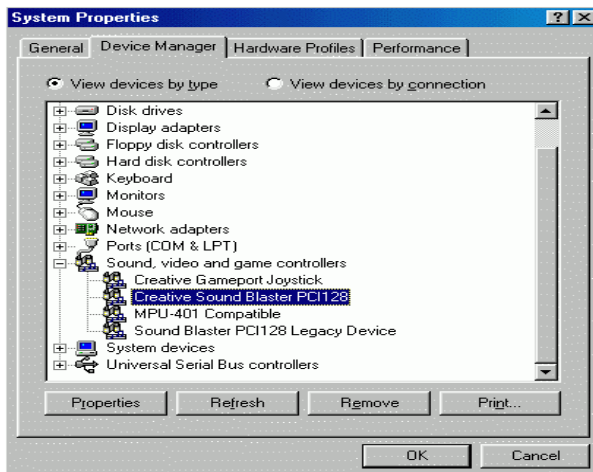 System Properties
General Device Manager Hardware Profiles Performance
View devices by type View devices by connection
Disk drives
Display adapters
Floppy disk controllers
Hard disk controllers
Keyboard
Monitors
Mouse
Network adapters
Ports (COM & LPT)
Sound, video and game controllers
Creative Gameport Joystick
Creative Sound Blaster PCI128
MPU-401 Compatible
Sound Blaster PCI128 Legacy Device
System devices
Universal Serial Bus controllers
Properties Refresh Remove Print...
OK Cancel